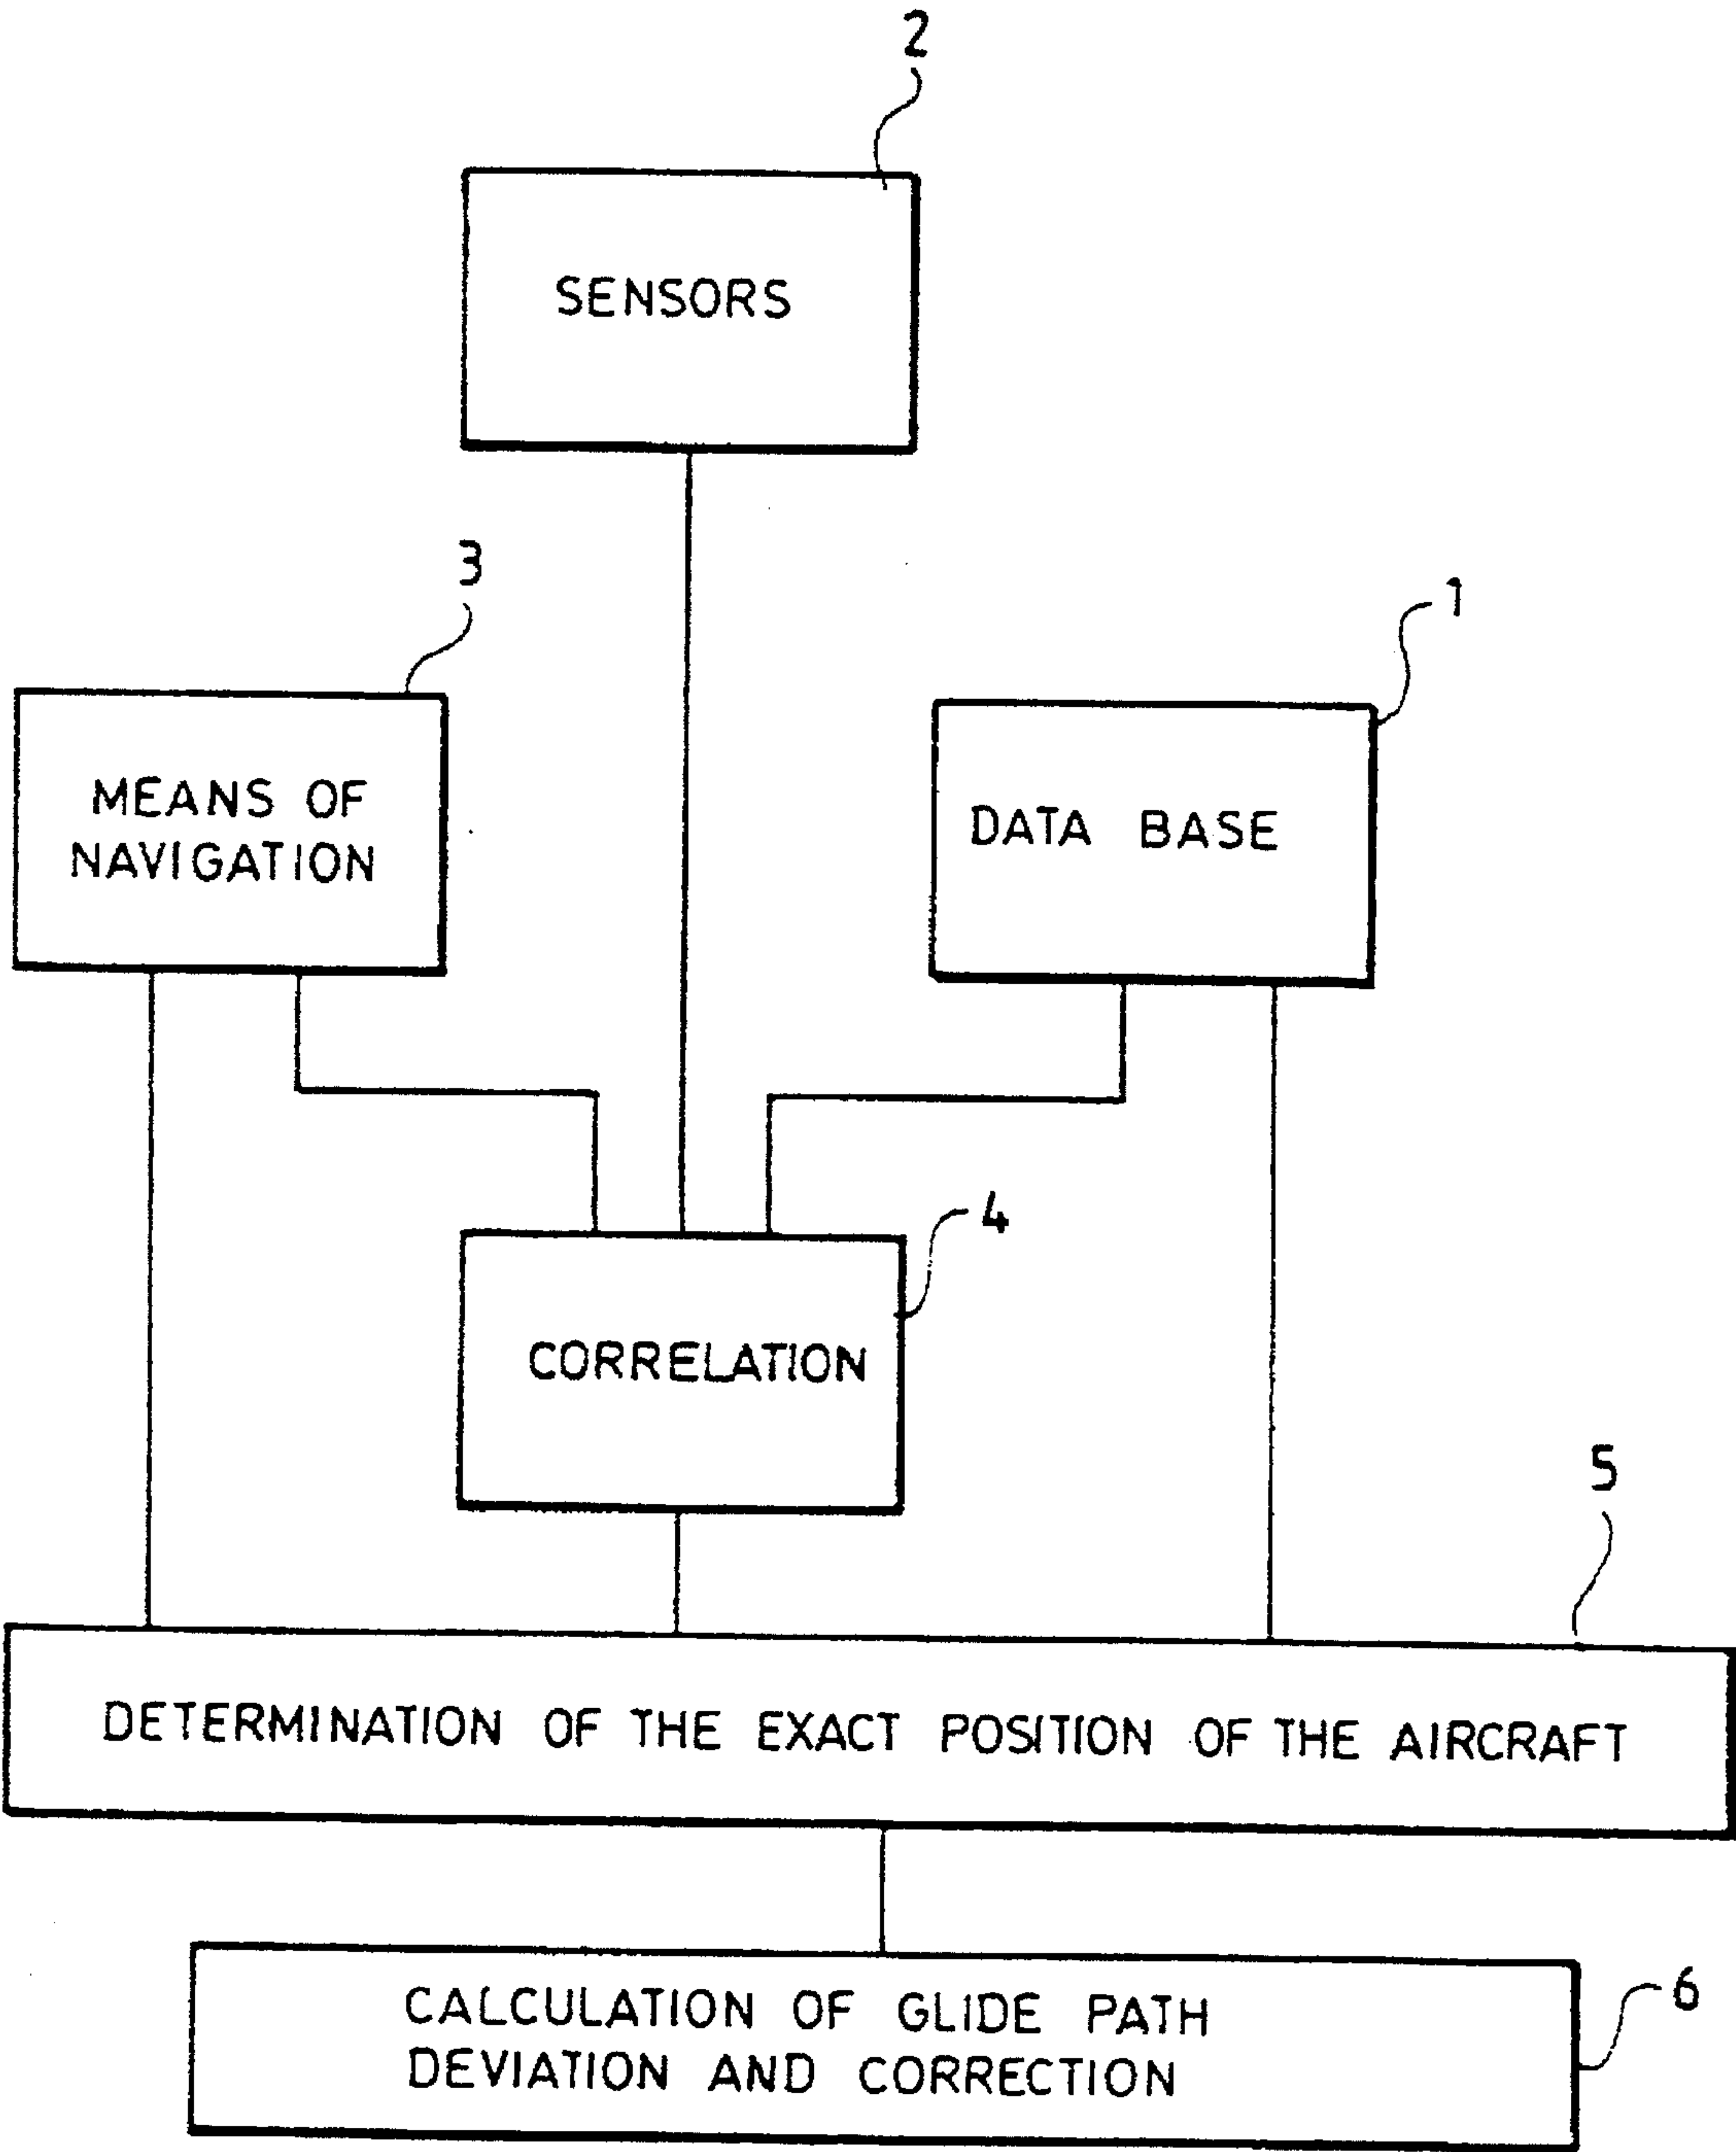 2
SENSORS
3
1
MEANS OF
NAVIGATION
DATA BASE
4
CORRELATION
5
DETERMINATION OF THE EXACT POSITION OF THE AIRCRAFT
CALCULATION OF GLIDE PATH
DEVIATION AND CORRECTION
6